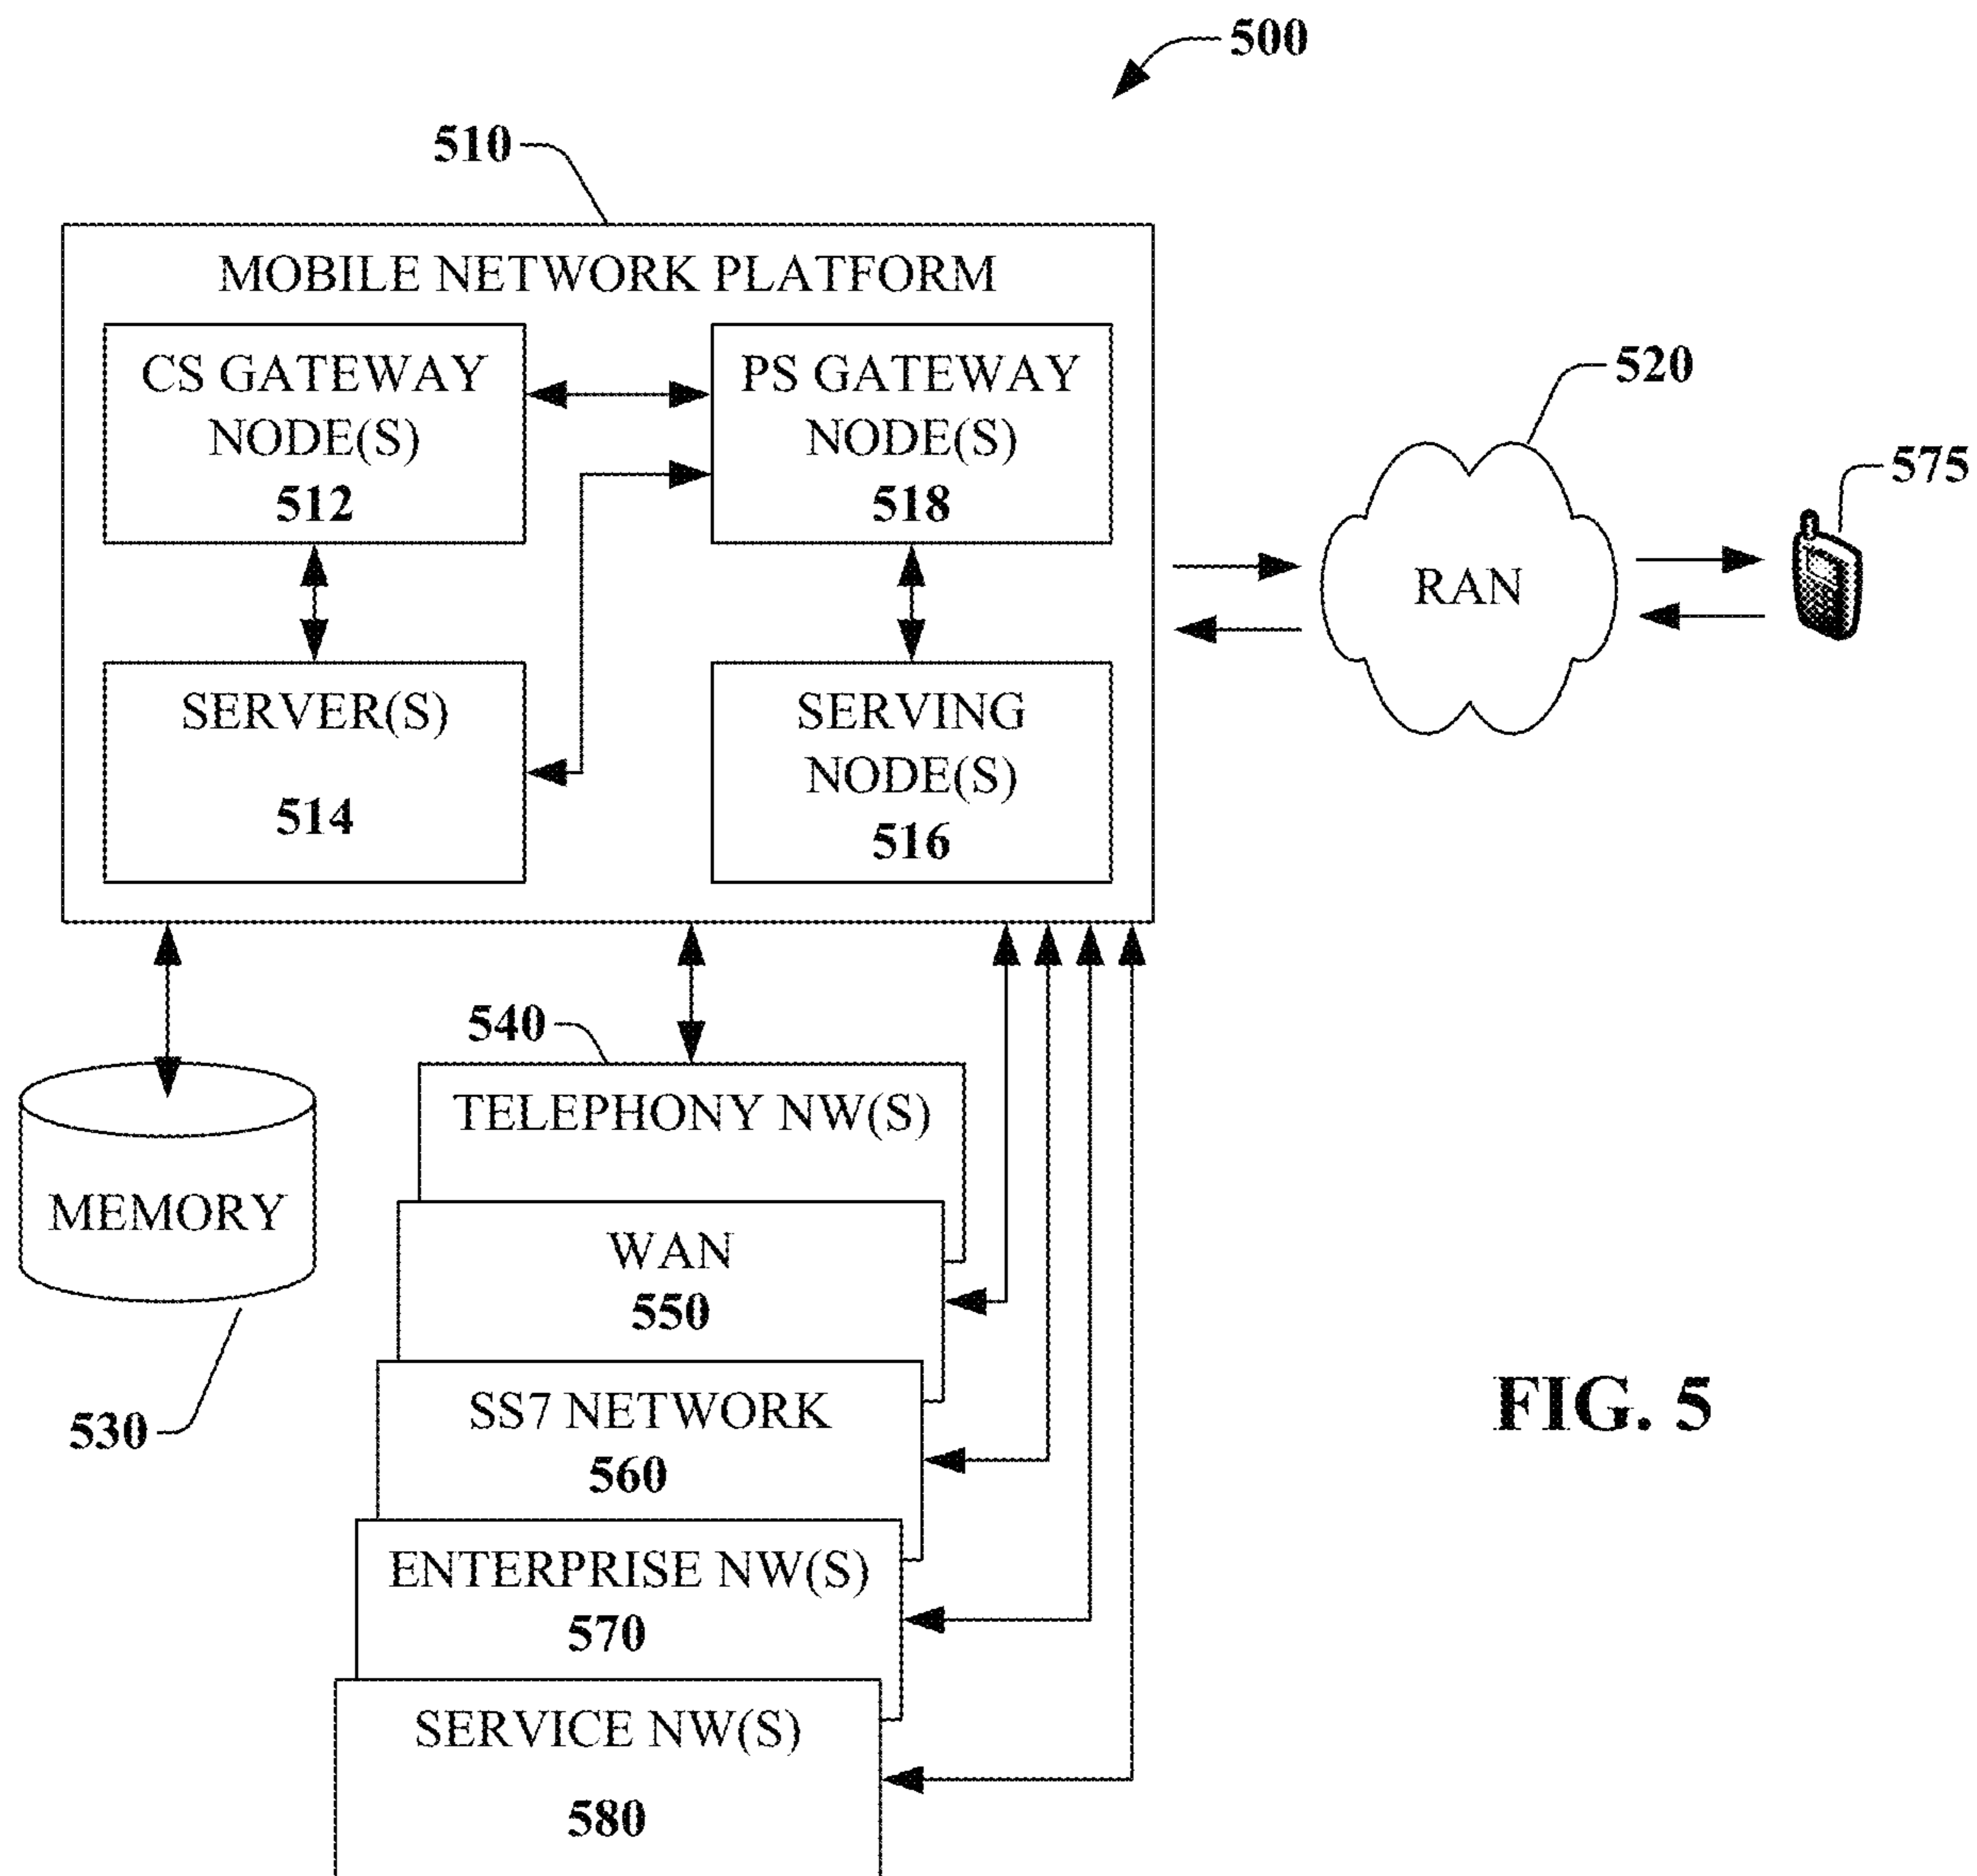 500
510
MOBILE NETWORK PLATFORM
CS GATEWAY
NODE(S)
512
PS GATEWAY
NODE(S)
518
SERVER(S)
514
SERVING
NODE(S)
516
520
RAN
575
540
TELEPHONY NW(S)
MEMORY
530
WAN
550
SS7 NETWORK
560
ENTERPRISE NW(S)
570
SERVICE NW(S)
580
FIG. 5